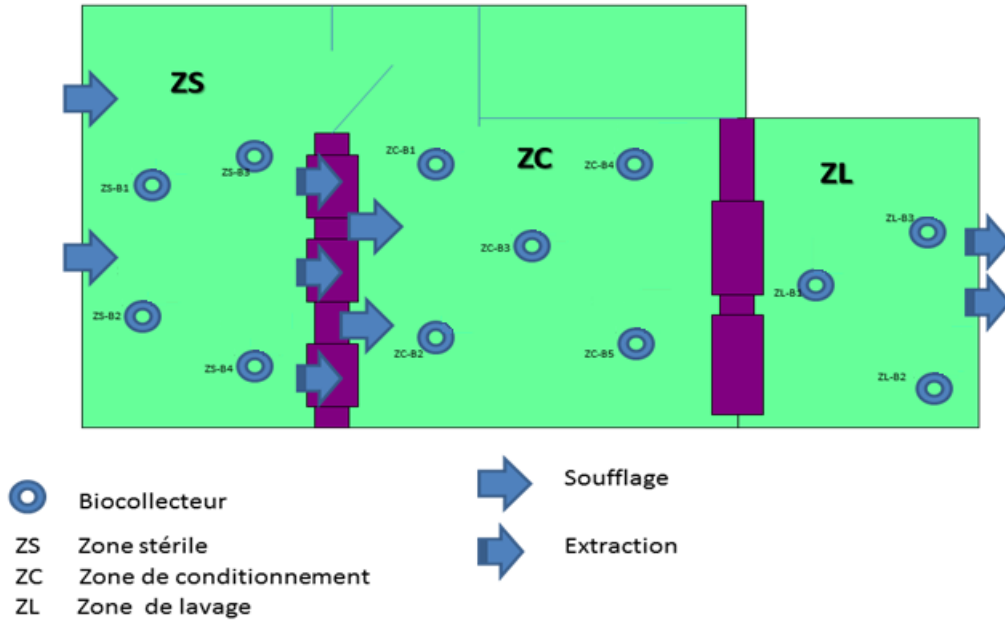 ZS
ZC
ZL
ZS-B1
ZS-B3
ZS-B2
ZS-B4
ZC-B1
ZC-B4
ZC-B3
ZC-B2
ZC-B5
ZL-B3
ZL-B1
ZL-B2
Biocollecteur
ZS Zone stérile
ZC Zone de conditionnement
ZL Zone de lavage
Soufflage
Extraction